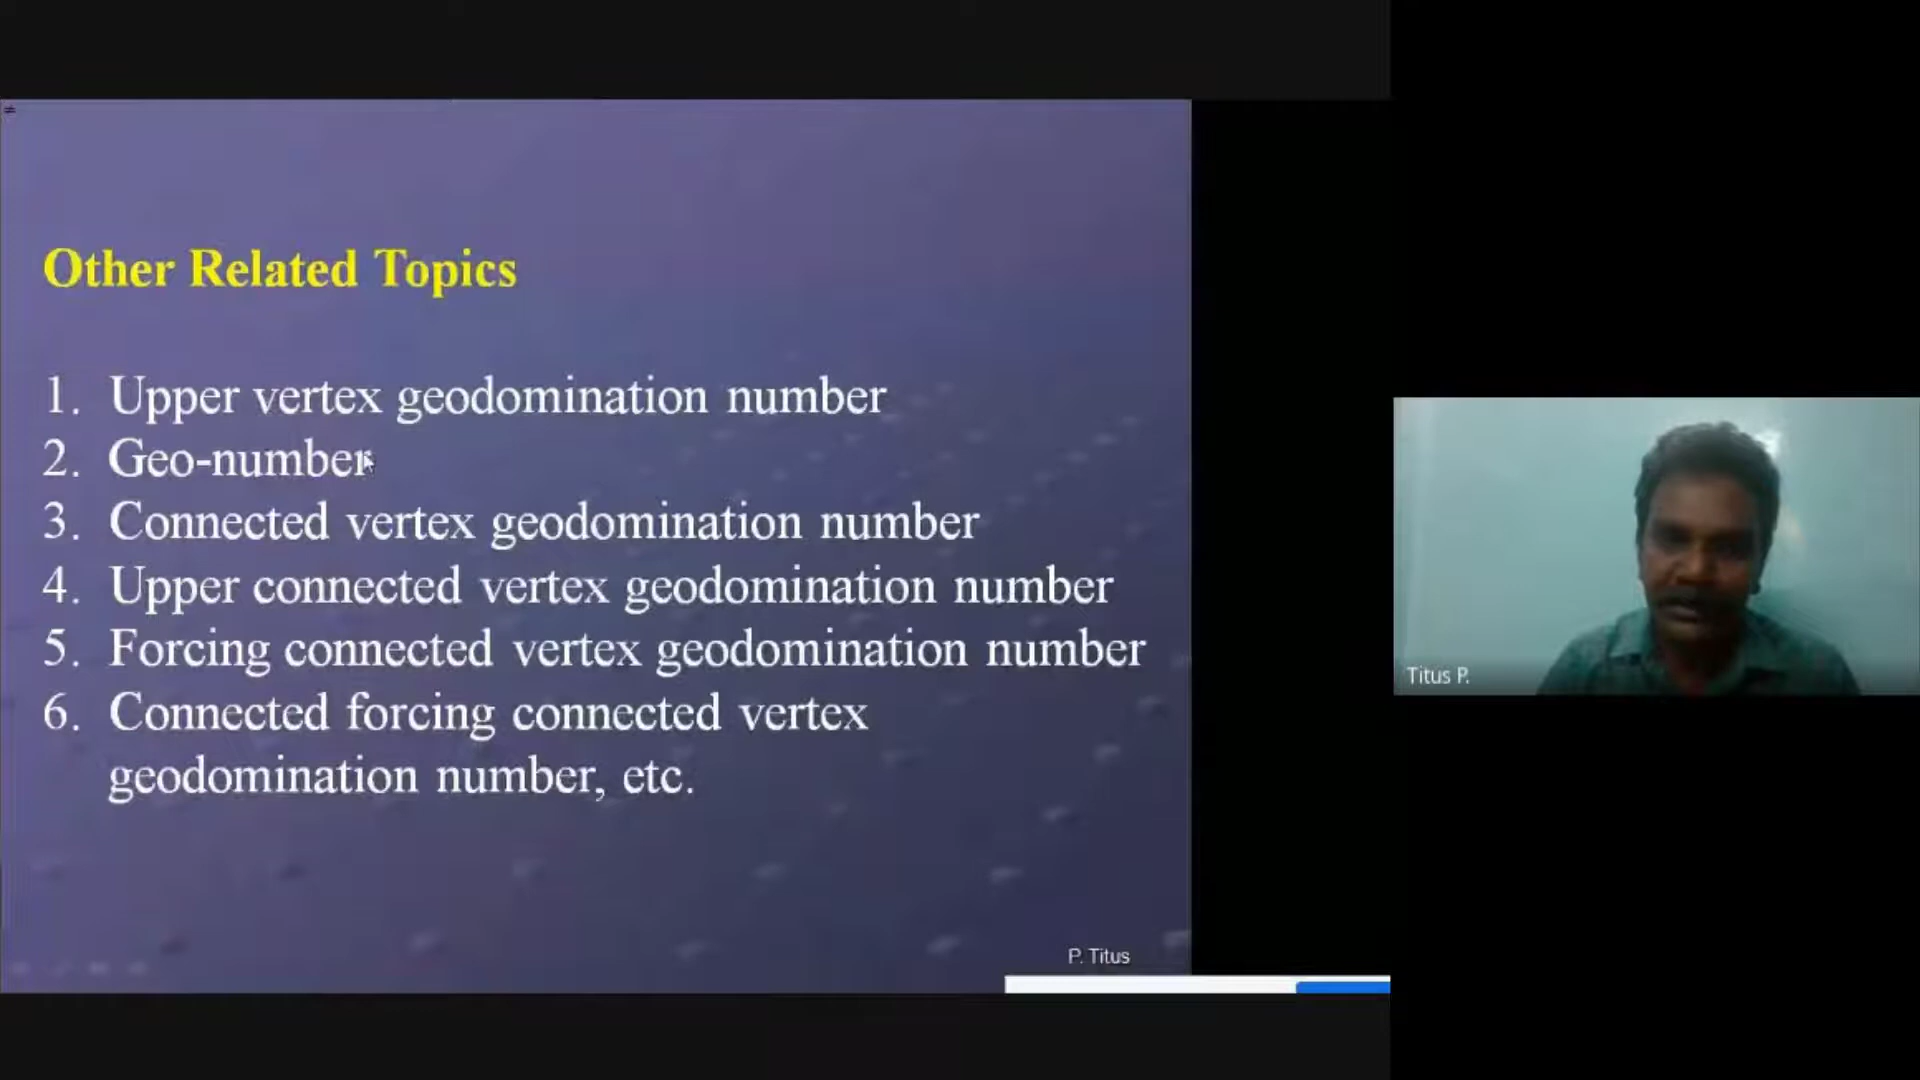 ≠
Other Related Topics
1. Upper vertex geodomination number
2. Geo-number
3. Connected vertex geodomination number
4. Upper connected vertex geodomination number
5. Forcing connected vertex geodomination number
6. Connected forcing connected vertex
geodomination number, etc.
P. Titus
Titus P.